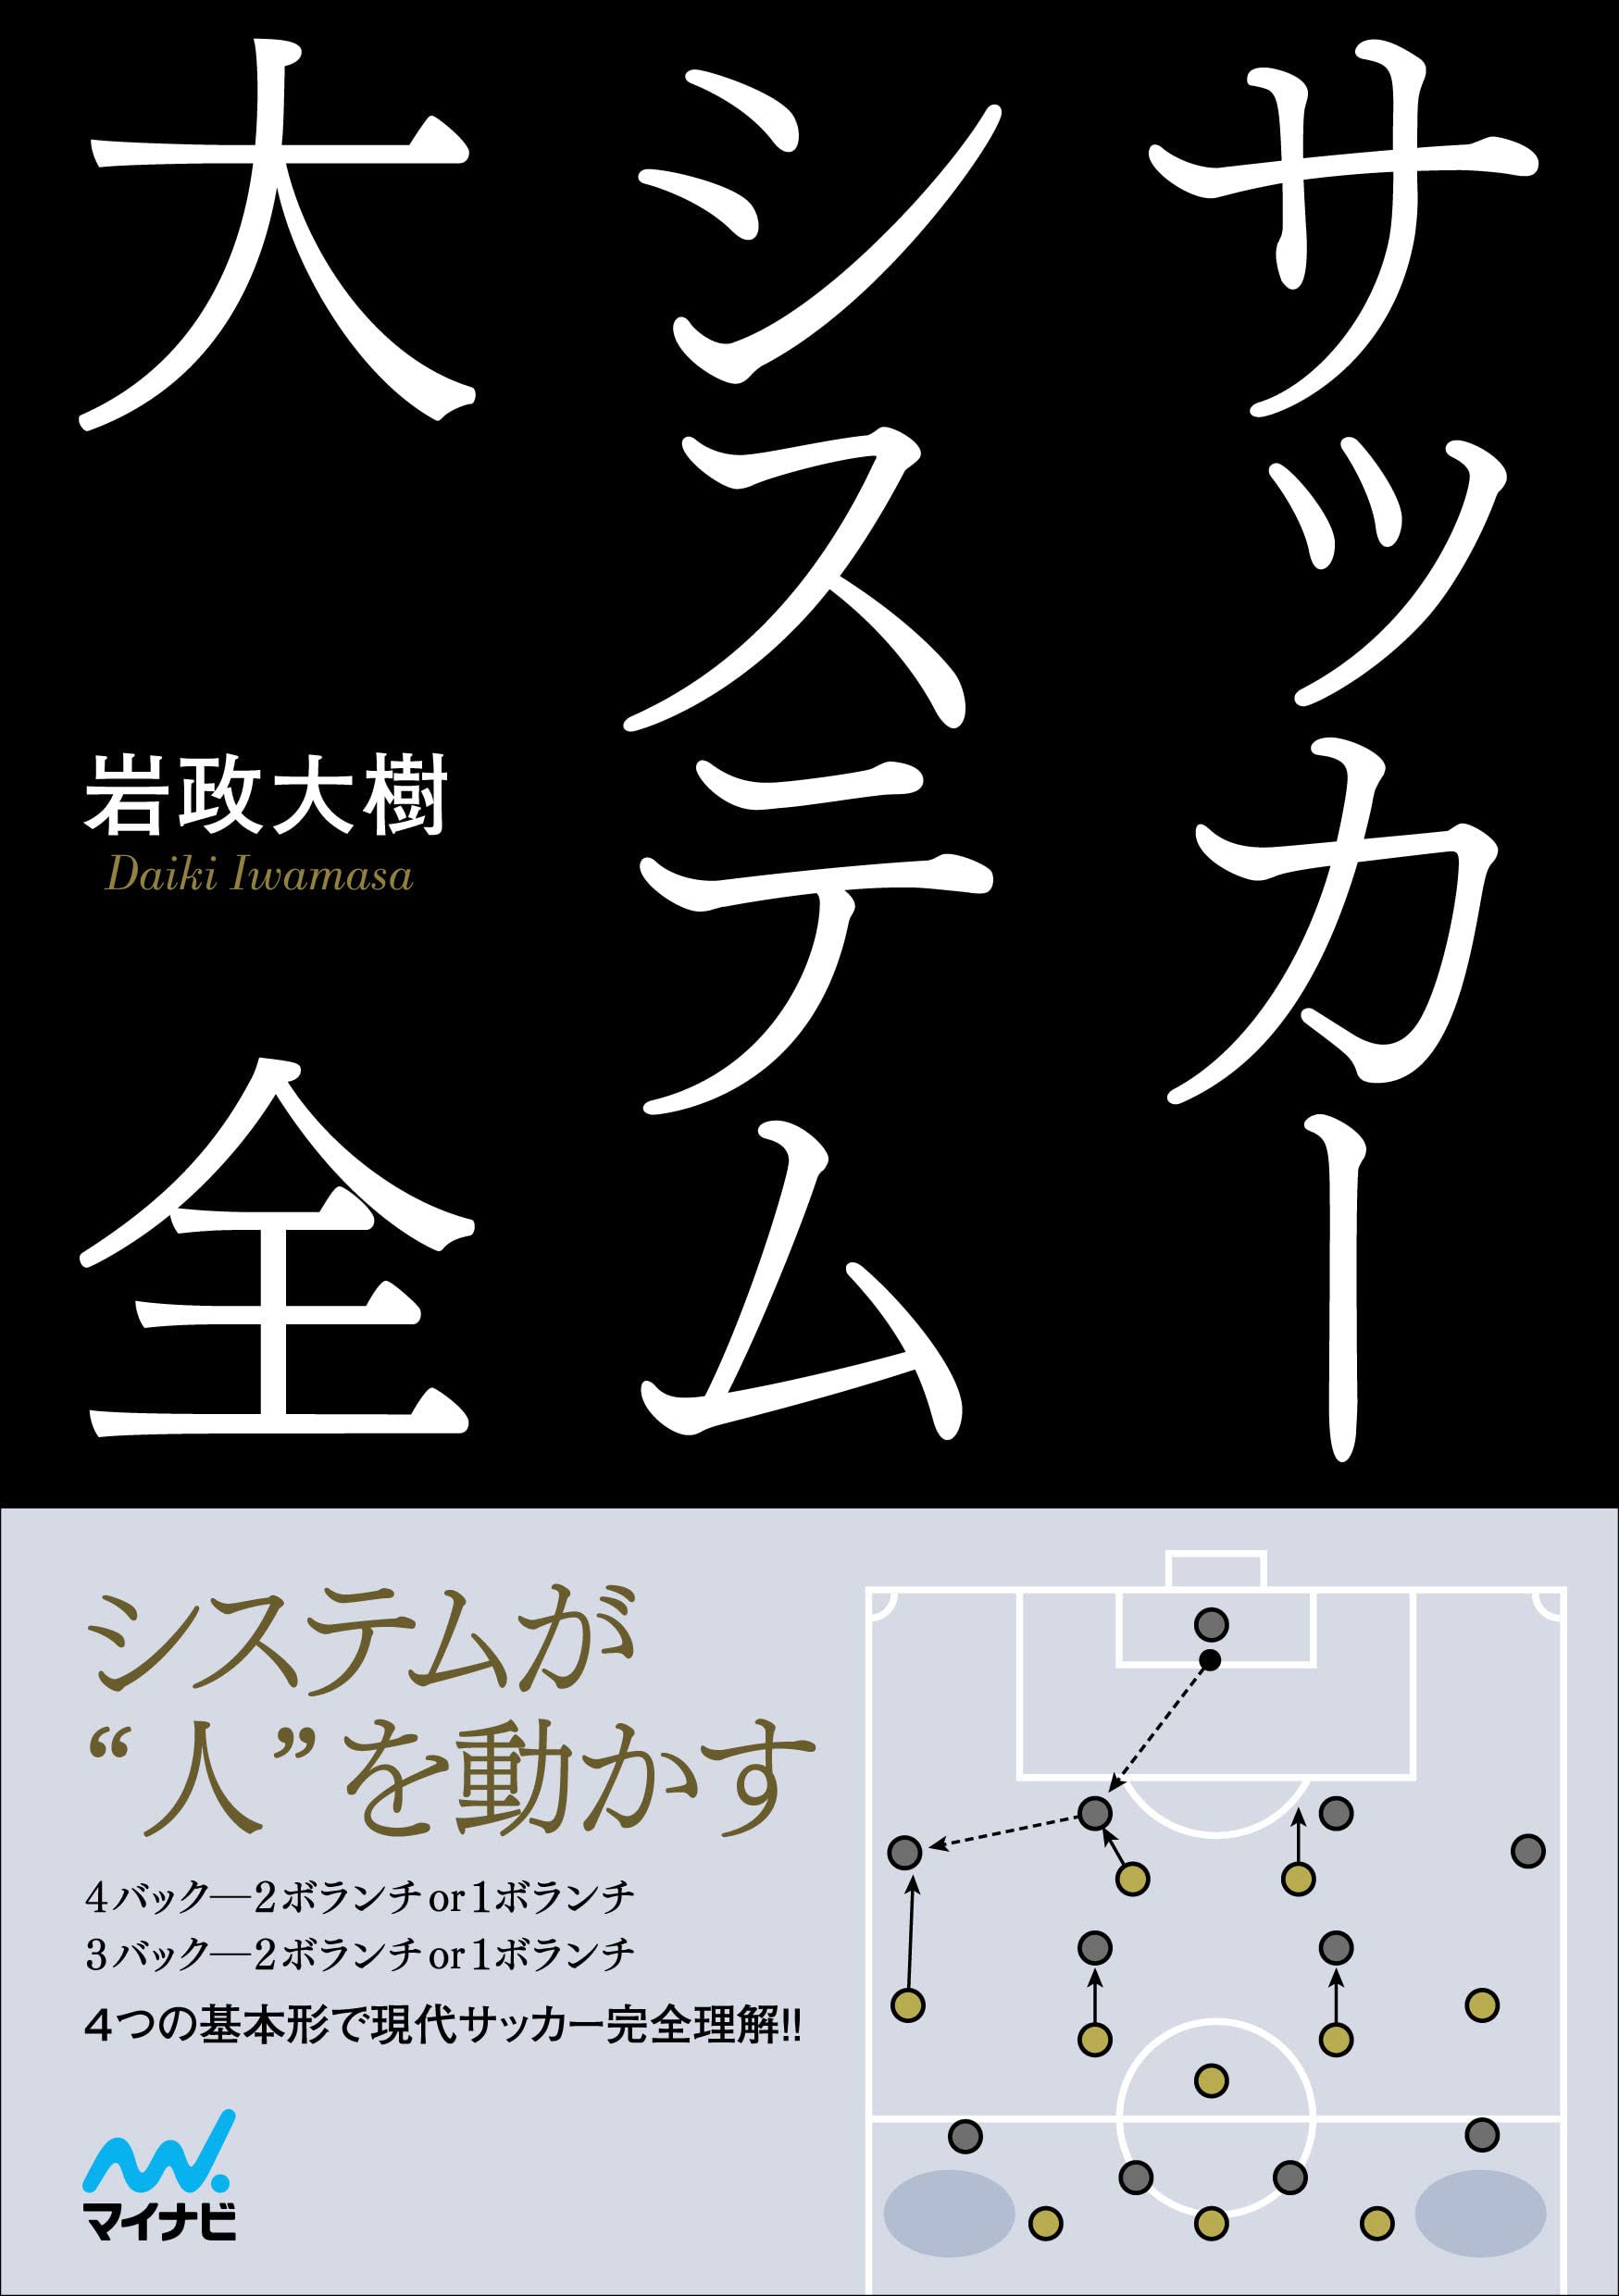 サッカー
システム
大全
岩政大樹
Daiki Iwamasa
システムが
“人”を動かす
4バック―2ボランチor1ボランチ
3バック―2ボランチor1ボランチ
4つの基本形で現代サッカー完全理解!!
マイナビ